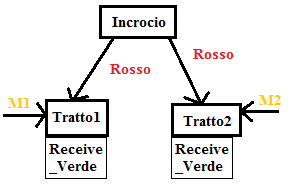 Incrocio
Rosso
Rosso
M1
M2
Tratto1
Tratto2
Receive
_Verde
Receive
_Verde